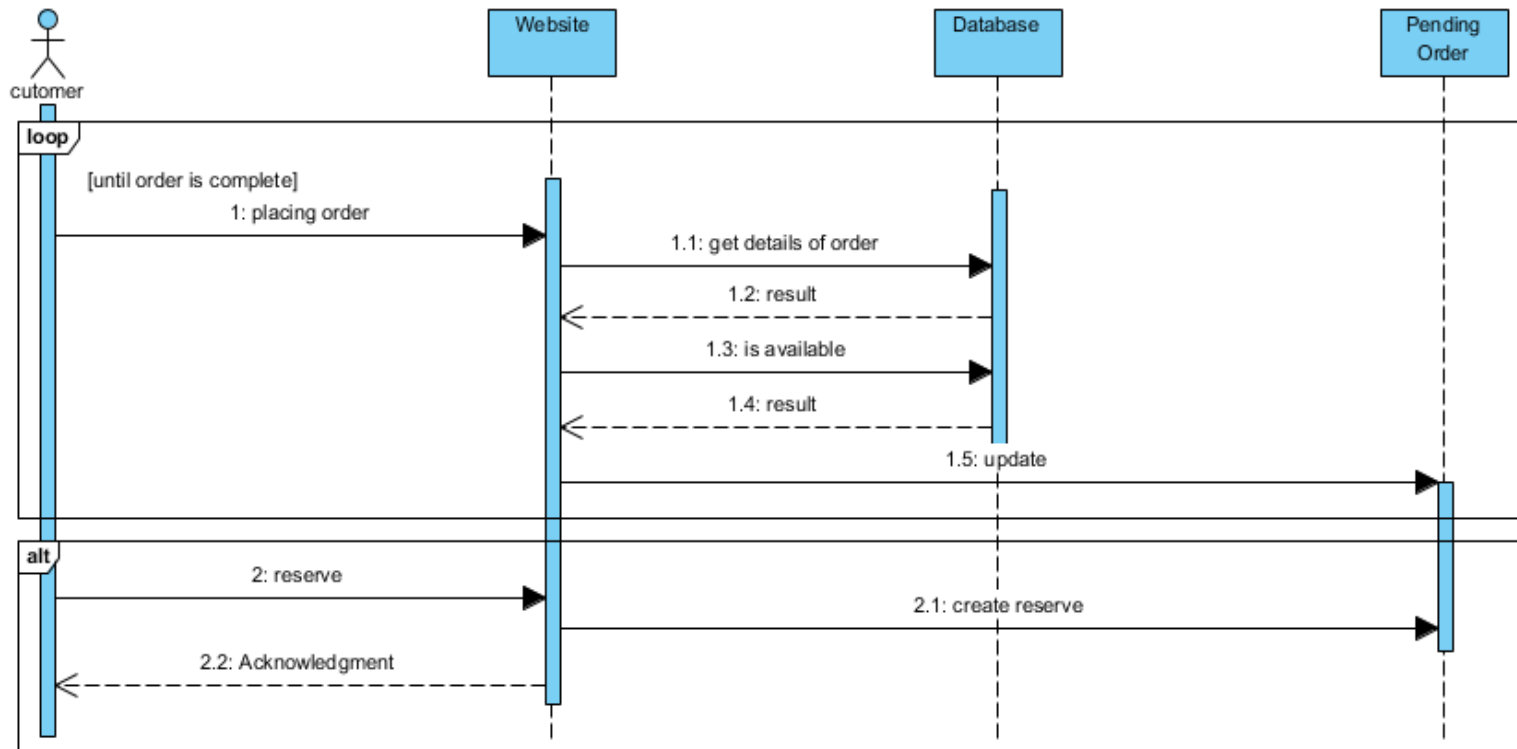 Website
Database
Pending
Order
cutomer
loop
[until order is complete]
1: placing order
1.1: get details of order
1.2: result
1.3: is available
1.4: result
1.5: update
alt
2: reserve
2.1: create reserve
2.2: Acknowledgment